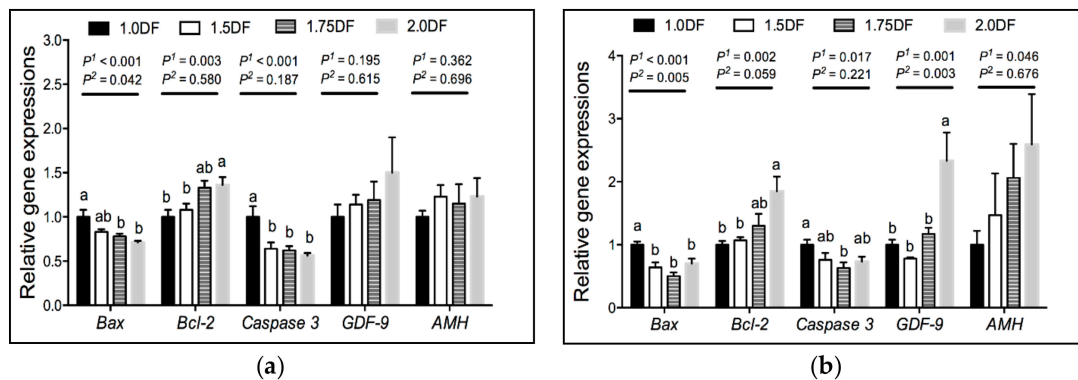 (a)
1.0DF 1.5DF 1.75DF 2.0DF
Relative gene expressions
3.0
2.5
2.0
1.5
1.0
0.5
0.0
P1 < 0.001 P1 = 0.003 P1 < 0.001 P1 = 0.195 P1 = 0.362
P2 = 0.042 P2 = 0.580 P2 = 0.187 P2 = 0.615 P2 = 0.696
a ab b b b b ab a a b b b
Bax Bcl-2 Caspase 3 GDF-9 AMH
(a)
(b)
1.0DF 1.5DF 1.75DF 2.0DF
Relative gene expressions
4
3
2
1
0
P1 = 0.001 P1 = 0.002 P1 = 0.017 P1 = 0.001 P1 = 0.046
P2 = 0.005 P2 = 0.059 P2 = 0.221 P2 = 0.003 P2 = 0.676
a b b b b b ab a a ab b ab b b b a
Bax Bcl-2 Caspase 3 GDF-9 AMH
(b)